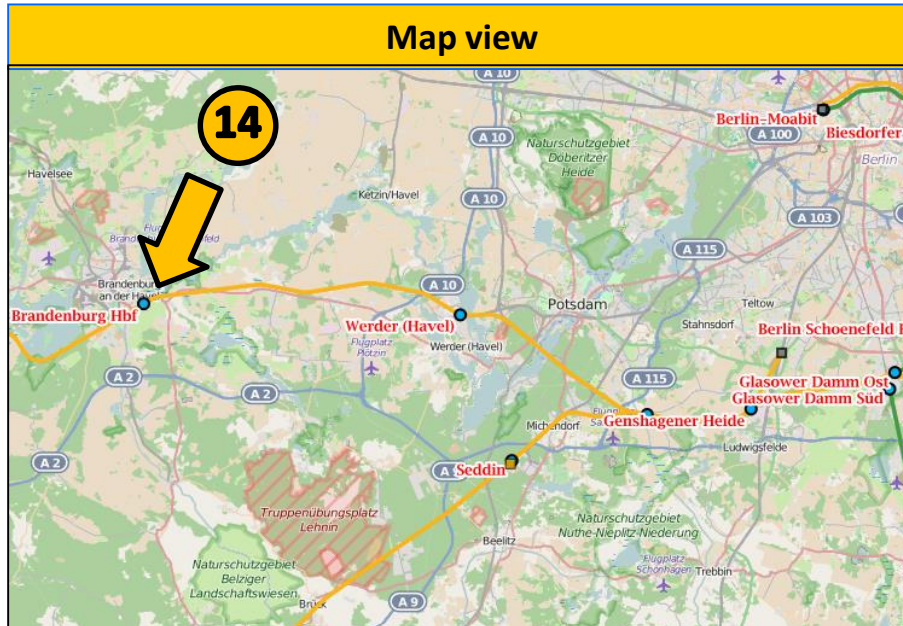 Map view
14
A 10
Berlin-Moabit
A 100
Biesdorfer
Berlin
A 10
Naturschutzgebiet
Döberitzer
Heide
Havelsee
Ketzin/Havel
A 10
A 103
A 115
Brandenburg
an der Havel
Brandenburg Hbf
A 10
Potsdam
Teltow
Stahnsdorf
Werder (Havel)
Werder (Havel)
Flugplatz
Plötzin
Berlin Schoenefeld
A 2
A 2
A 115
Glasower Damm Ost
Glasower Damm Süd
Michendorf
Genshagener Heide
Ludwigsfelde
A 2
Seddin
Truppenübungsplatz
Lehnin
Beelitz
Naturschutzgebiet
Nuthe-Nieplitz-Niederung
Flugplatz
Schönhagen
Trebbin
Naturschutzgebiet
Belziger
Landschaftswiesen
Brück
A 9